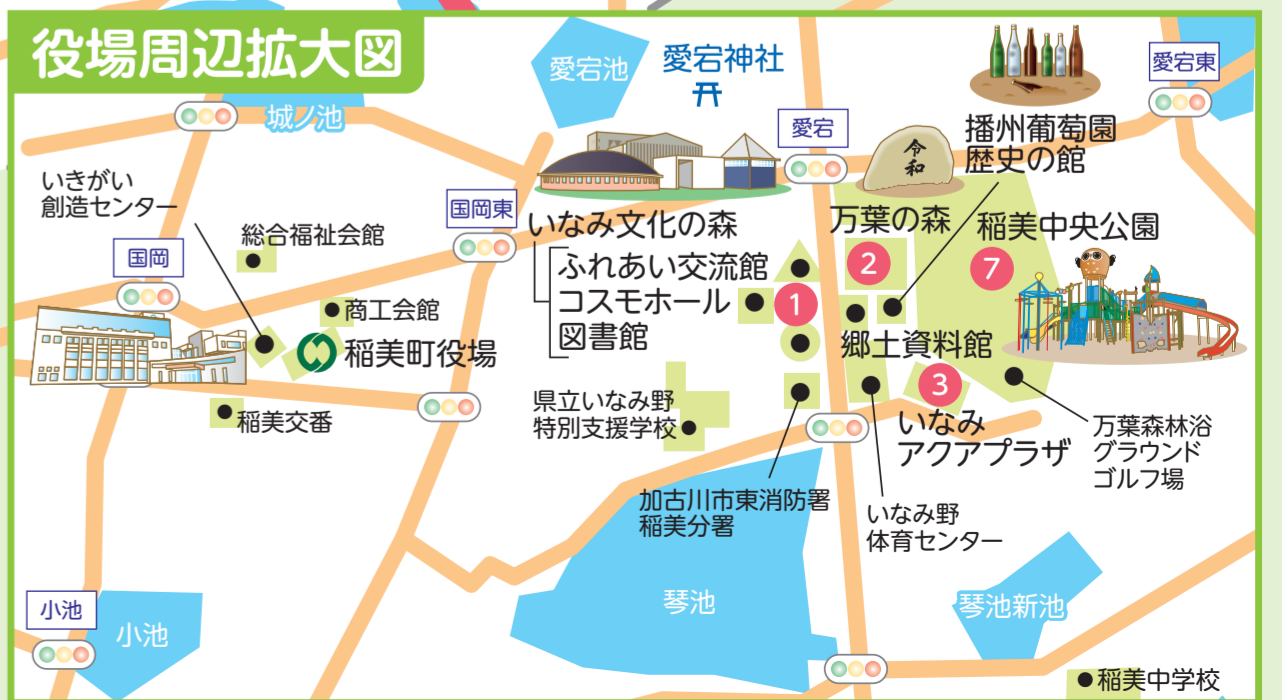 役場周辺拡大図
愛宕池
愛宕神社
愛宕東
城ノ池
愛宕
令
和
播州葡萄園
歴史の館
いきがい
創造センター
国岡東
総合福祉会館
国岡
いなみ文化の森
ふれあい交流館
コスモホール
図書館
1
万葉の森
2
稲美中央公園
7
商工会館
稲美町役場
郷土資料館
3
いなみ
アクアプラザ
稲美交番
県立いなみ野
特別支援学校
万葉森林浴
グラウンド
ゴルフ場
加古川市東消防署
稲美分署
いなみ野
体育センター
小池
小池
琴池
琴池新池
稲美中学校